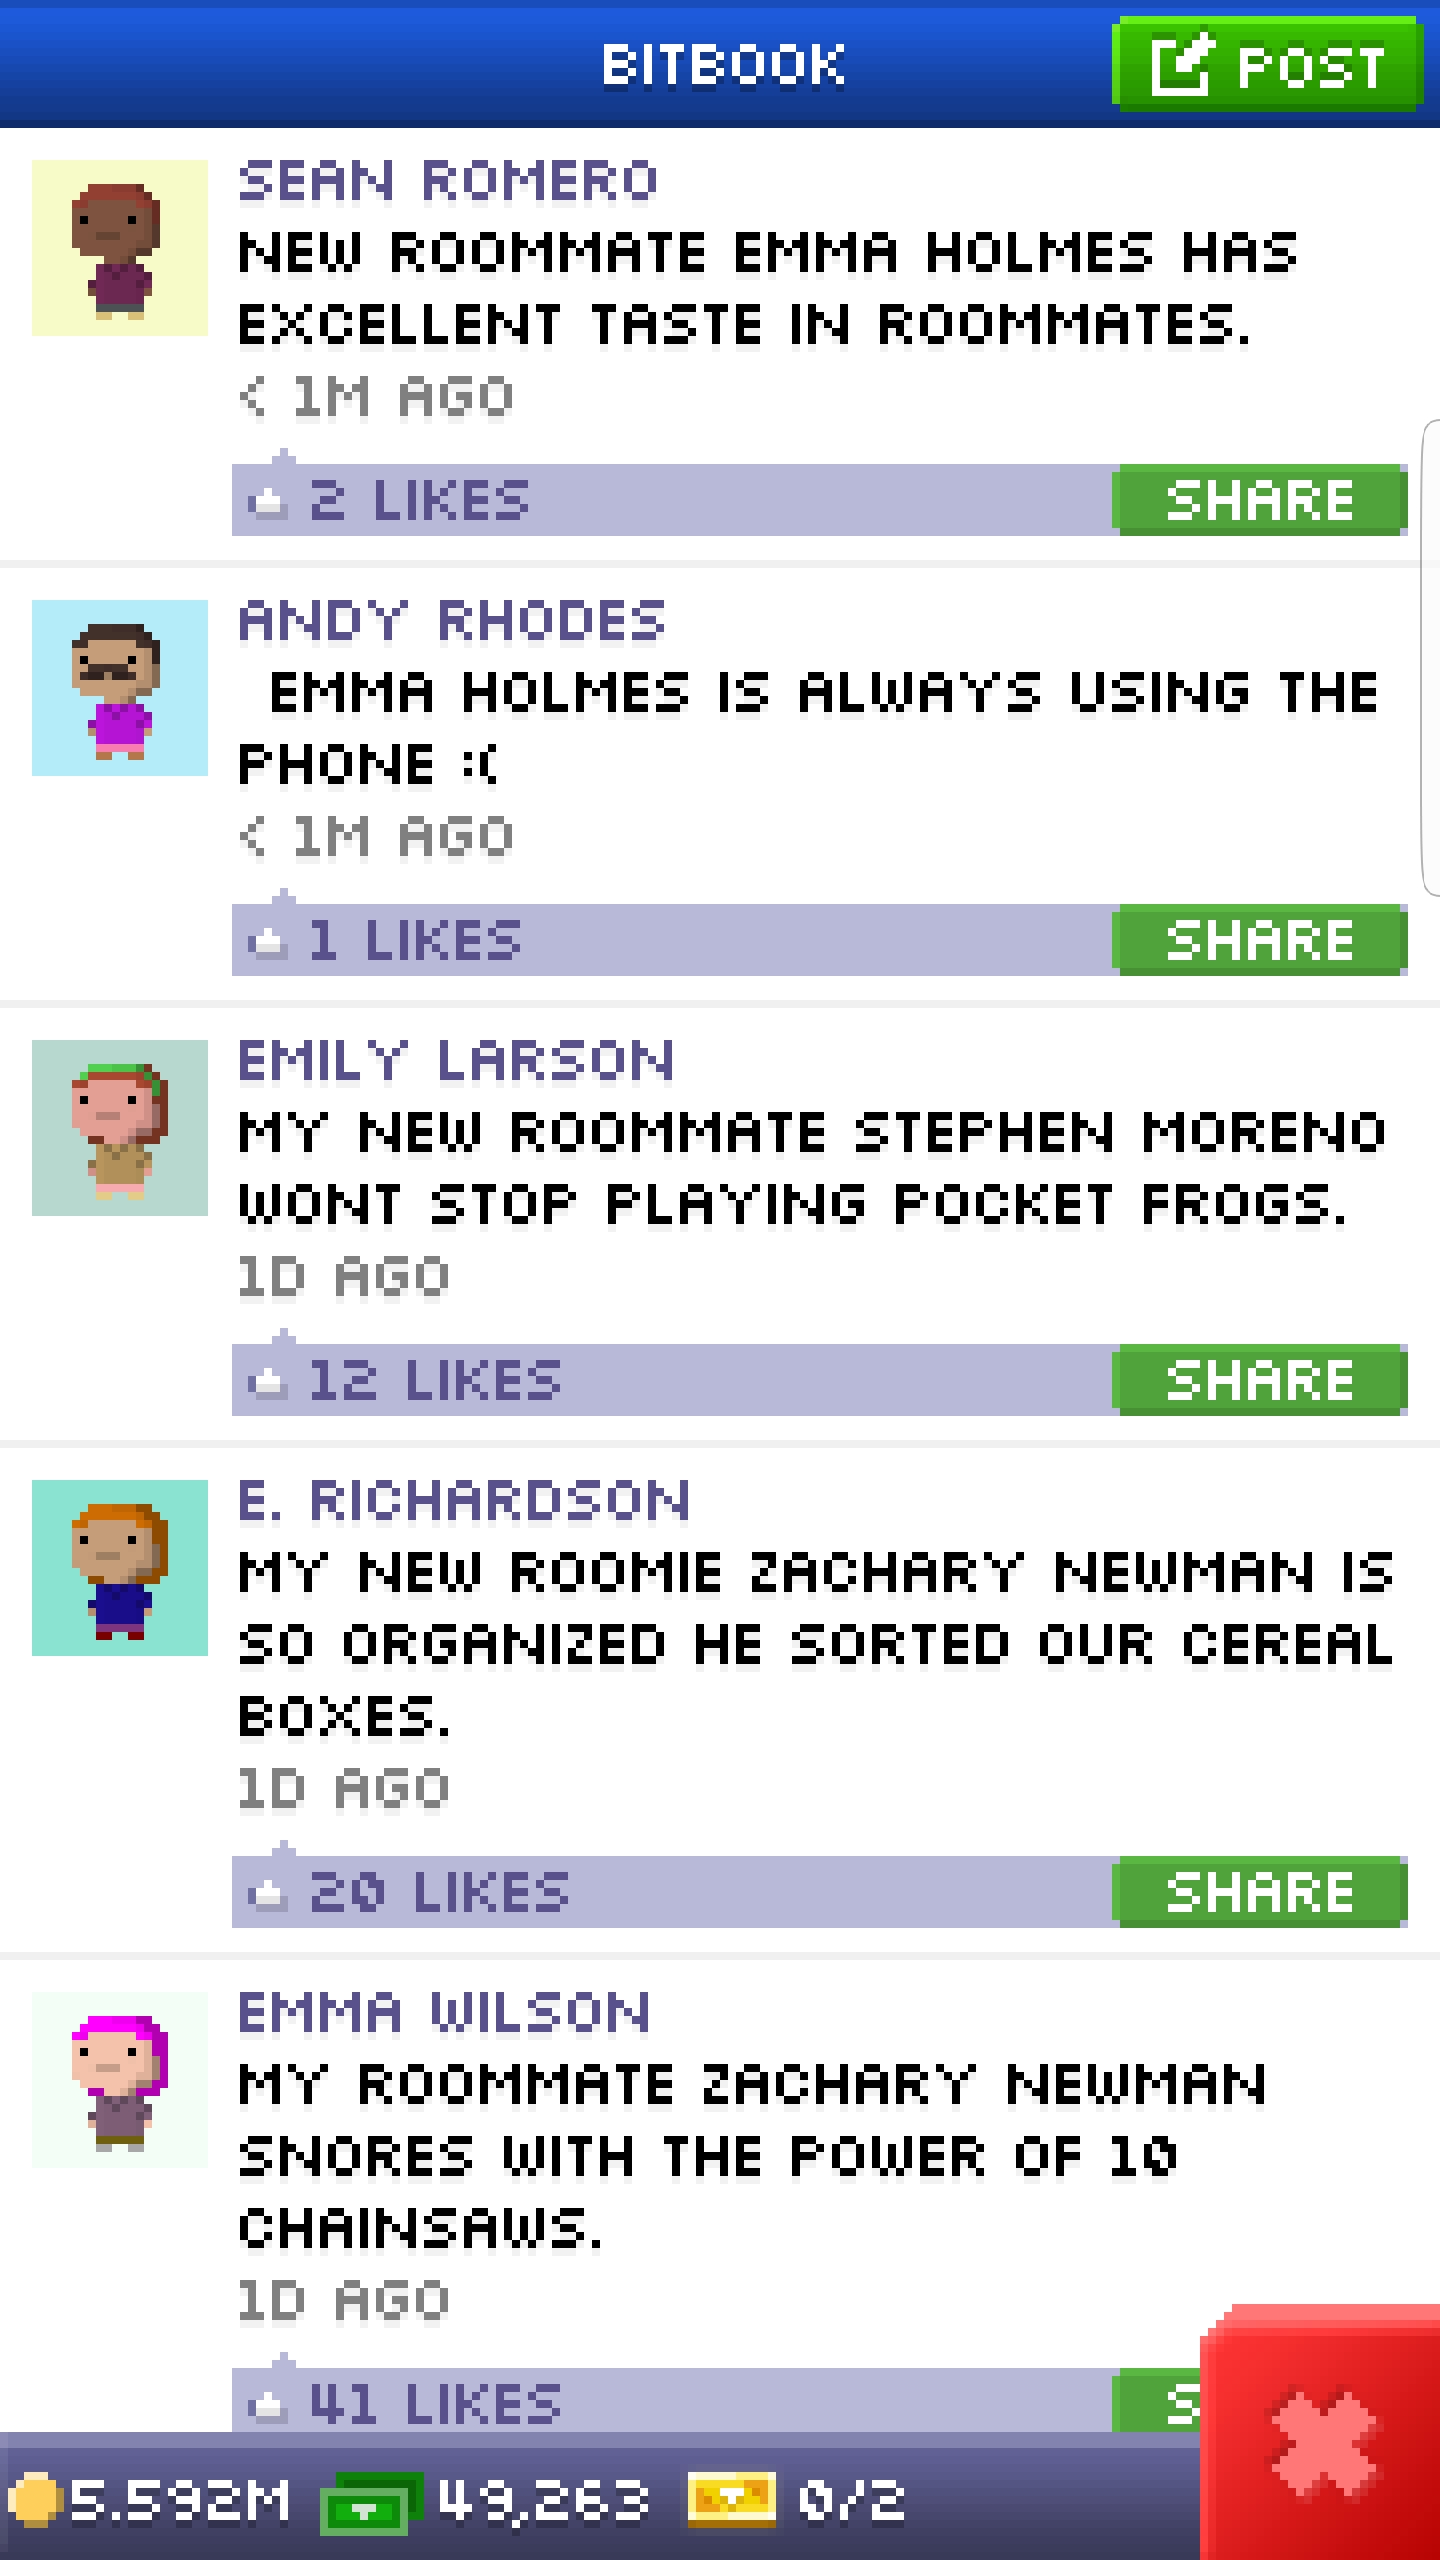 BITBOOK
POST
SEAN ROMERO
NEW ROOMMATE EMMA HOLMES HAS
EXCELLENT TASTE IN ROOMMATES.
< 1M AGO
2 LIKES
SHARE
ANDY RHODES
EMMA HOLMES IS ALWAYS USING THE
PHONE :(
< 1M AGO
1 LIKES
SHARE
EMILY LARSON
MY NEW ROOMMATE STEPHEN MORENO
WONT STOP PLAYING POCKET FROGS.
1D AGO
12 LIKES
SHARE
E. RICHARDSON
MY NEW ROOMIE ZACHARY NEWMAN IS
SO ORGANIZED HE SORTED OUR CEREAL
BOXES.
1D AGO
20 LIKES
SHARE
EMMA WILSON
MY ROOMMATE ZACHARY NEWMAN
SNORES WITH THE POWER OF 10
CHAINSAWS.
1D AGO
41 LIKES
S
5.592M
49,263
0/2